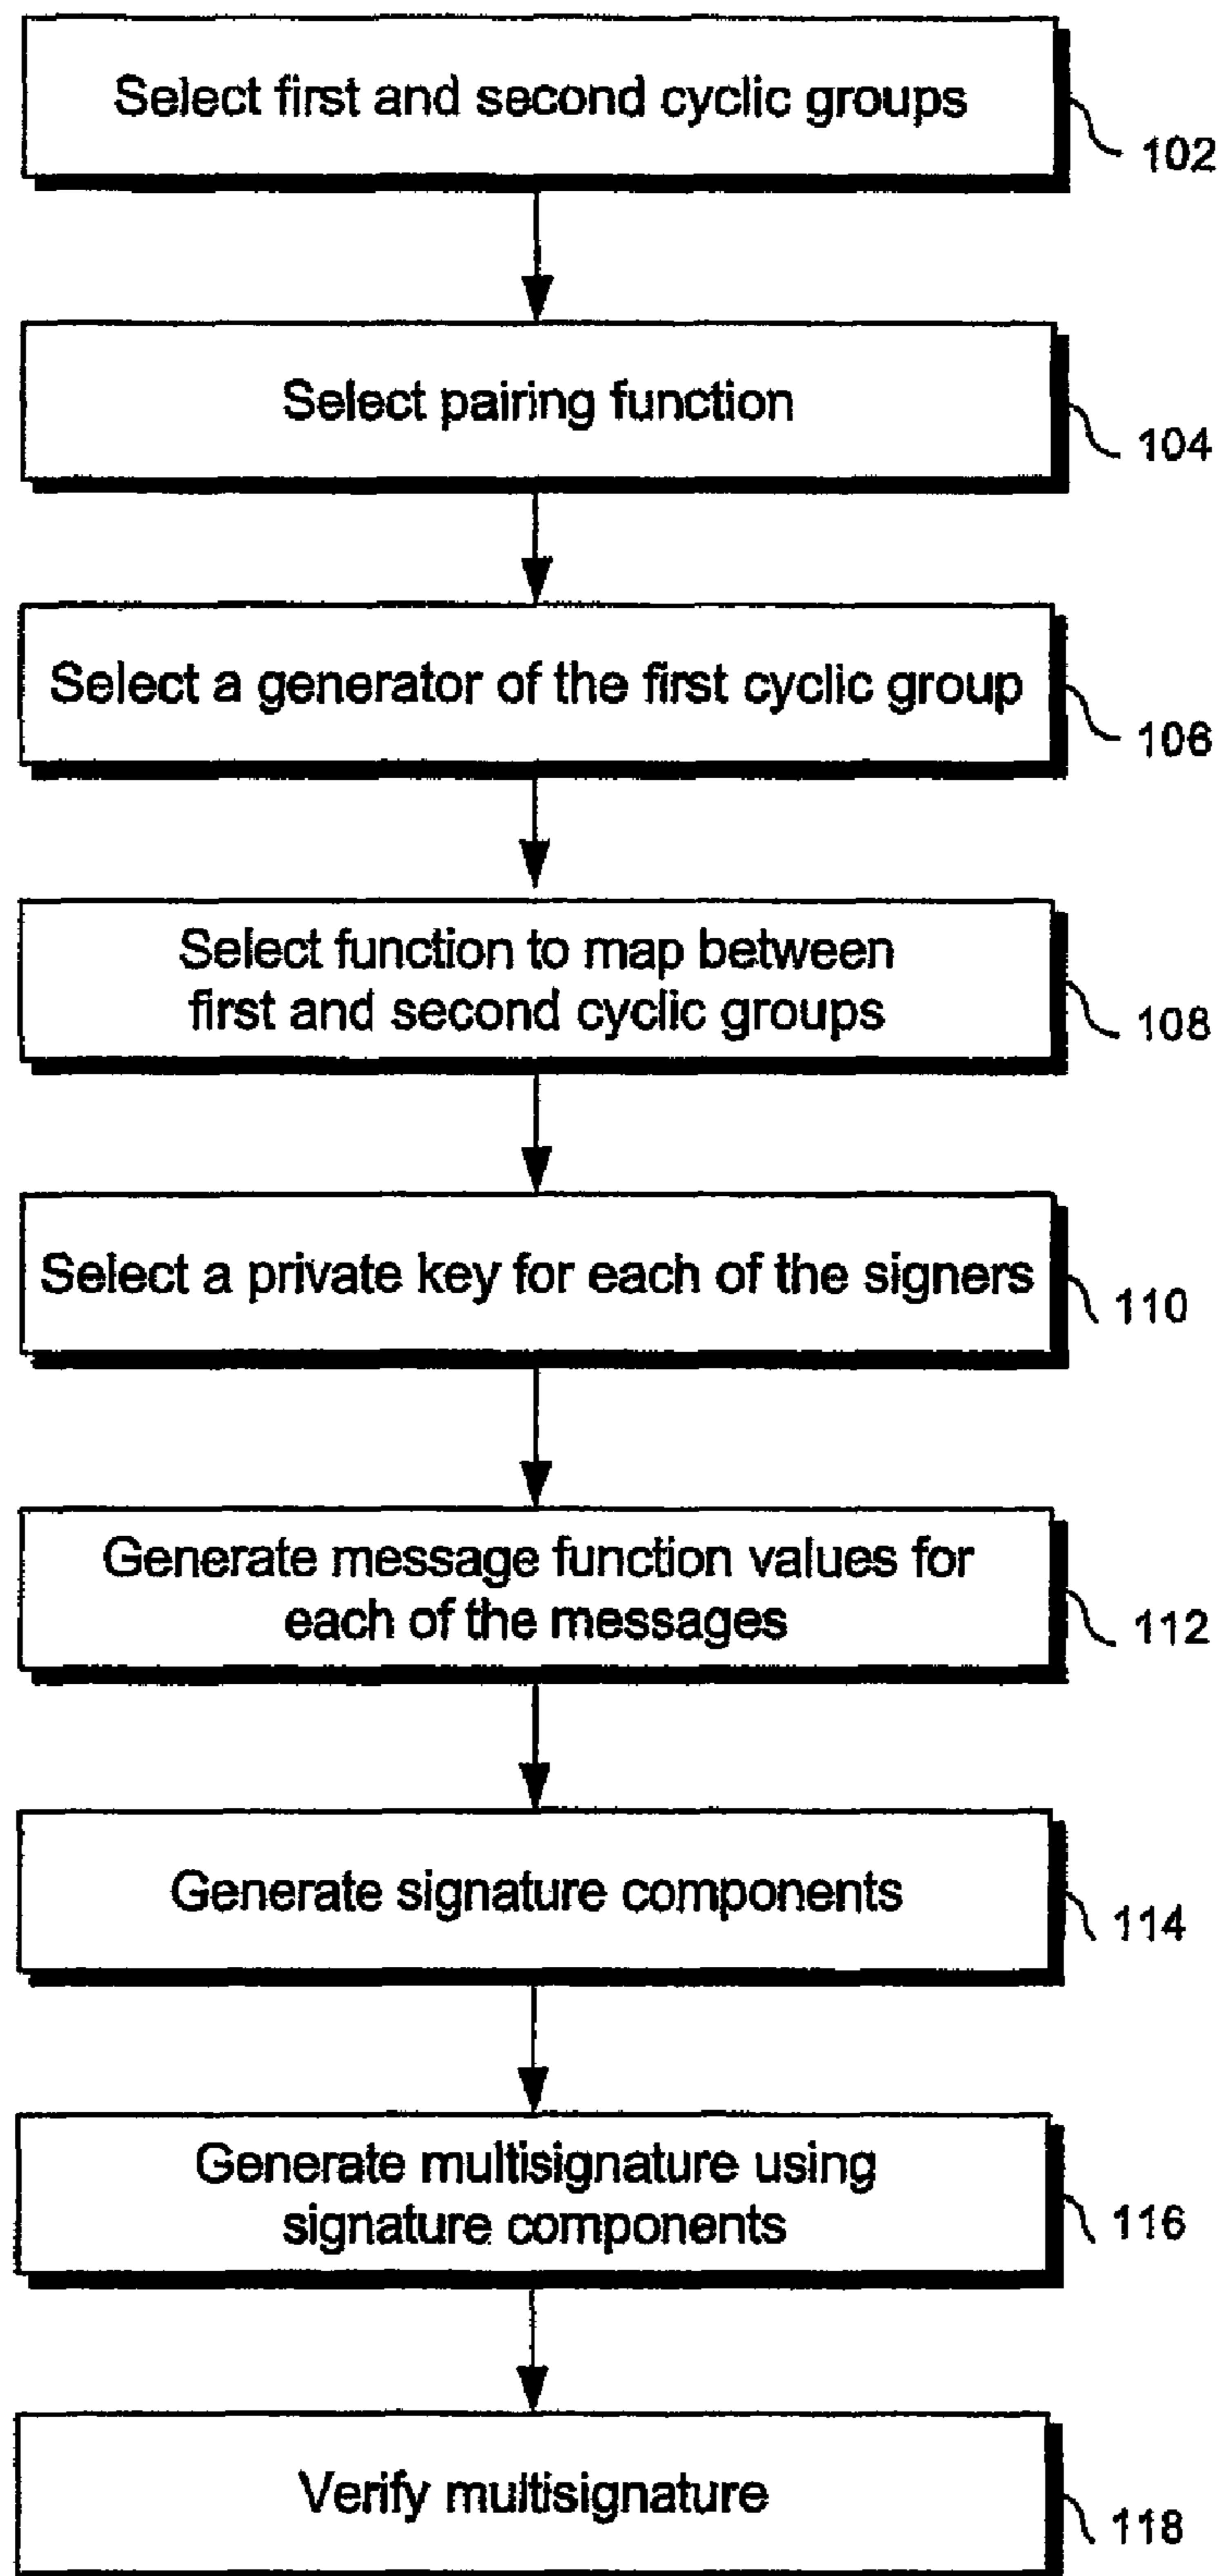 Select first and second cyclic groups
102
Select pairing function
104
Select a generator of the first cyclic group
106
Select function to map between
first and second cyclic groups
108
Select a private key for each of the signers
110
Generate message function values for
each of the messages
112
Generate signature components
114
Generate multisignature using
signature components
116
Verify multisignature
118